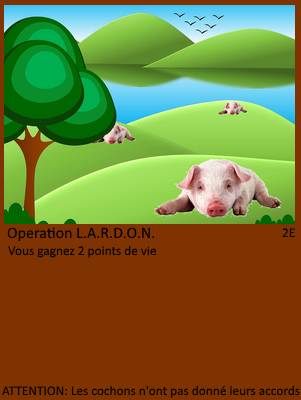 Operation L.A.R.D.O.N. 2E
Vous gagnez 2 points de vie
ATTENTION: Les cochons n'ont pas donné leurs accords